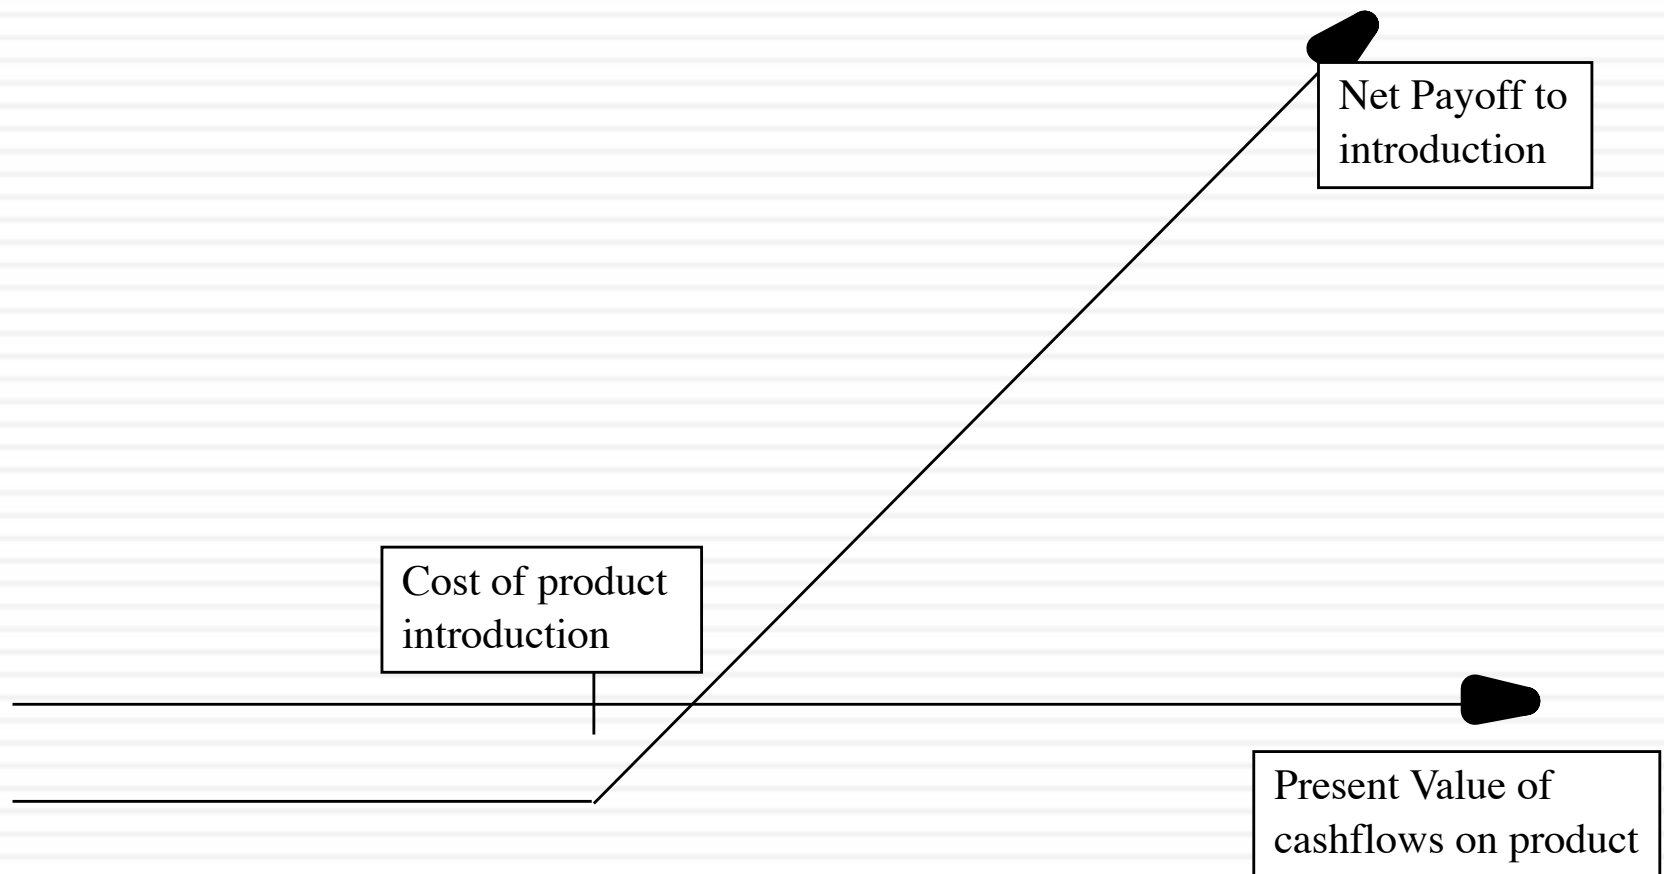 Net Payoff to
introduction
Cost of product
introduction
Present Value of
cashflows on product